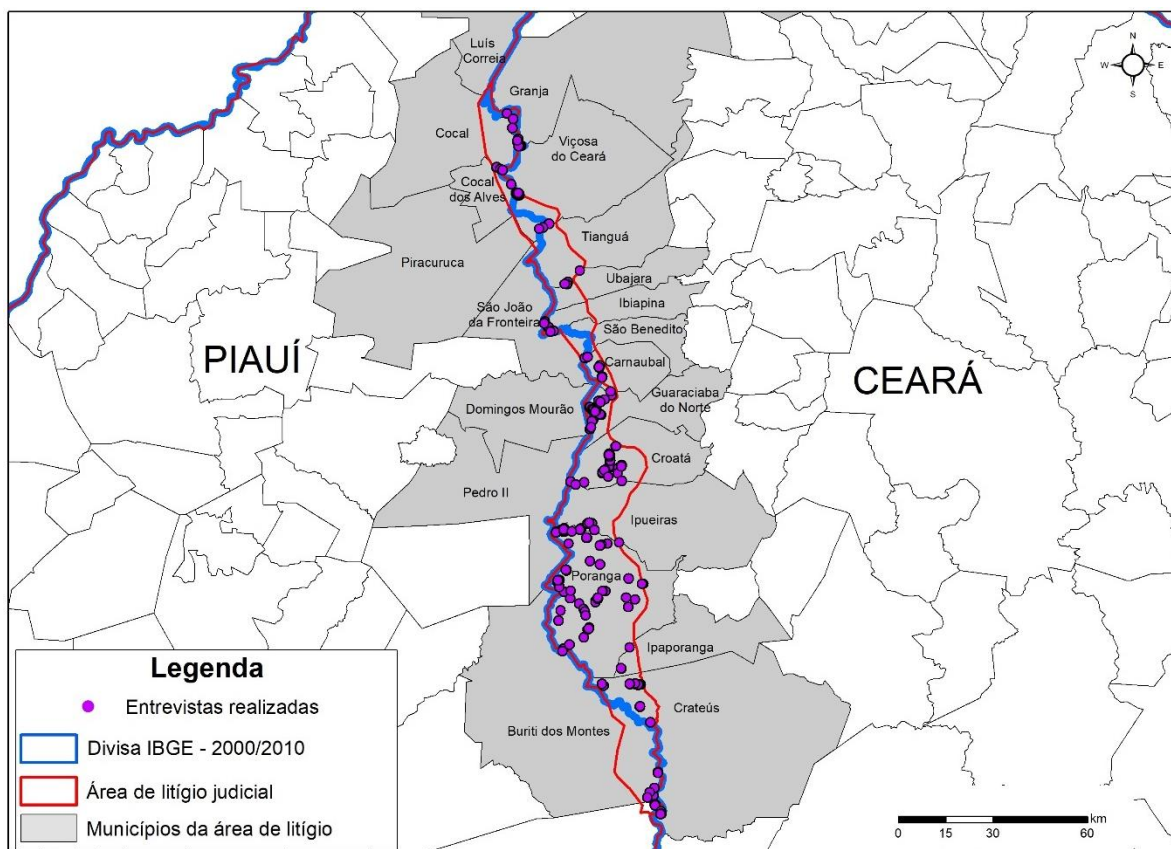 N
W E
S
Luís
Correia
Granja
Cocal
Viçosa
do Ceará
Cocal
dos Alves
Tianguá
Piracuruca
Ubajara
Ibiapina
São João
da Fronteira
São Benedito
PIAUÍ
CEARÁ
Carnaubal
Guaraciaba
do Norte
Domingos Mourão
Croatá
Pedro II
Ipueiras
Poranga
Ipaporanga
Crateús
Buriti dos Montes
Legenda
Entrevistas realizadas
Divisa IBGE - 2000/2010
Área de litígio judicial
Municípios da área de litígio
km
0 15 30 60